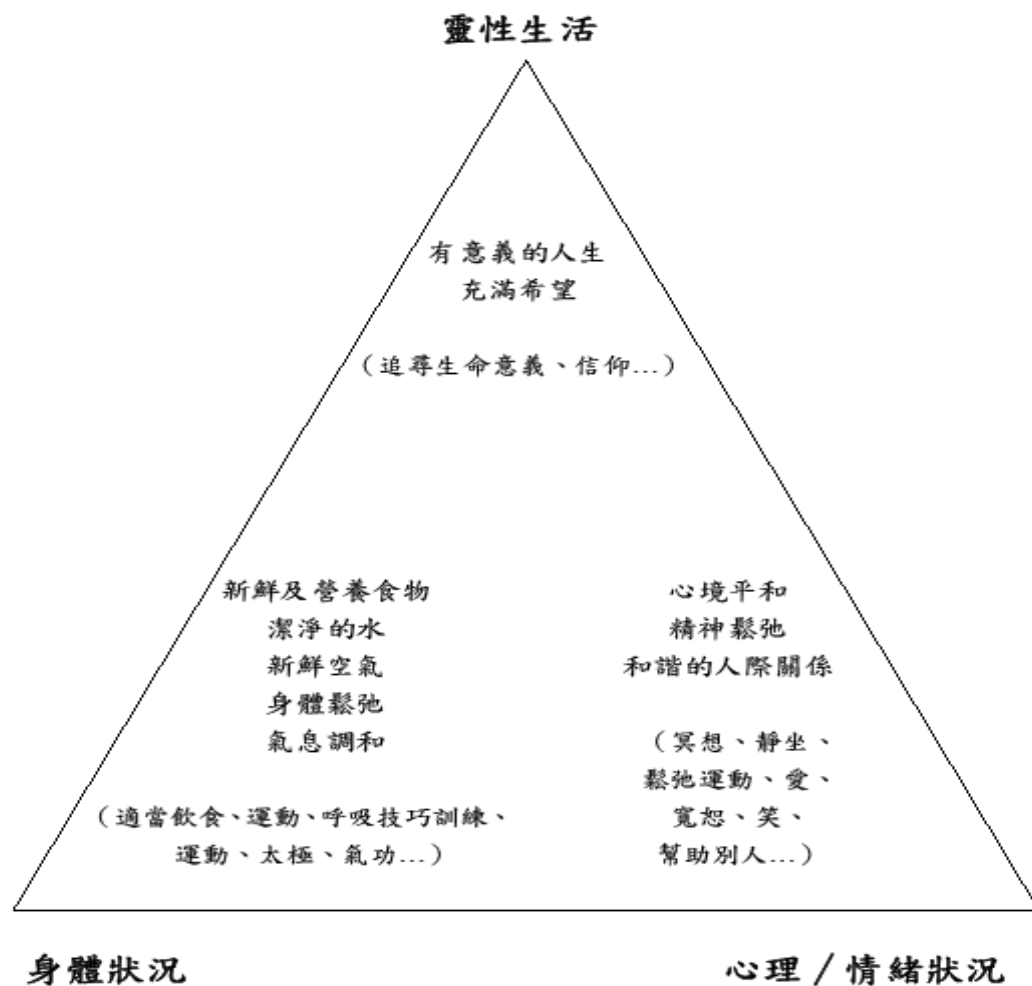 靈性生活
有意義的人生
充滿希望
（追尋生命意義、信仰...）
新鮮及營養食物
潔淨的水
新鮮空氣
身體鬆弛
氣息調和
（適當飲食、運動、呼吸技巧訓練、
運動、太極、氣功...）
心境平和
精神鬆弛
和諧的人際關係
（冥想、靜坐、
鬆弛運動、愛、
寬恕、笑、
幫助別人...）
身體狀況
心理／情緒狀況